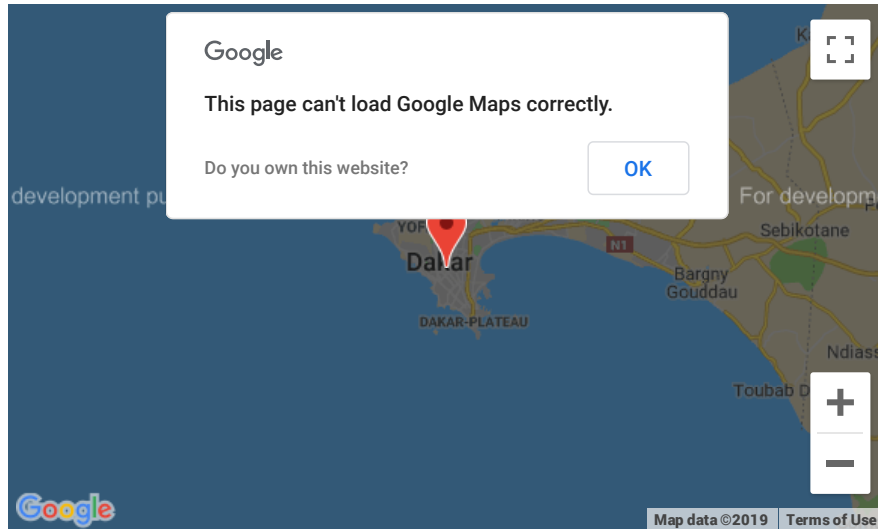 Google
This page can't load Google Maps correctly.
Do you own this website?
OK
development pu
For developm
YOF
Sebikotane
N1
Dakar
Bargny
Gouddau
DAKAR-PLATEAU
Ndiass
Toubab D
Google
Map data ©2019
Terms of Use